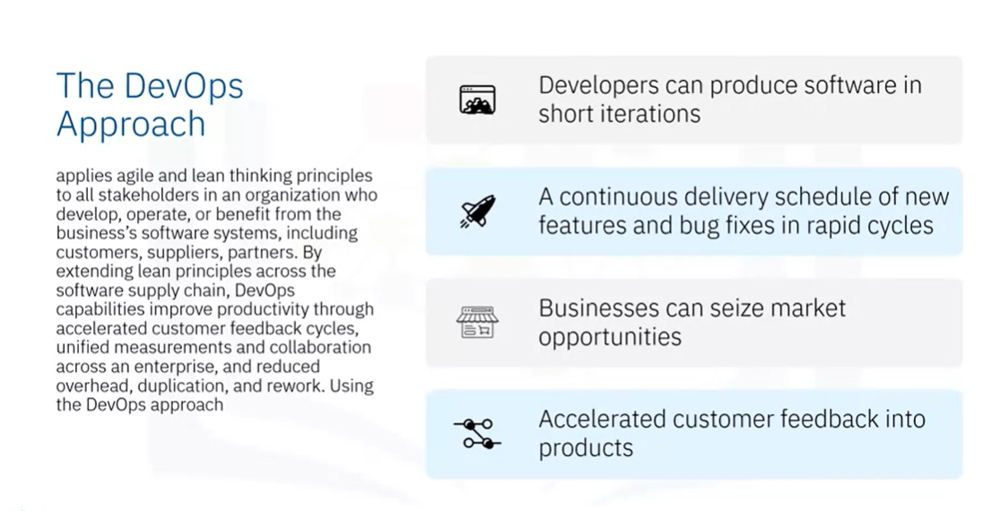 The DevOps
Approach
applies agile and lean thinking principles
to all stakeholders in an organization who
develop, operate, or benefit from the
business's software systems, including
customers, suppliers, partners. By
extending lean principles across the
software supply chain, DevOps
capabilities improve productivity through
accelerated customer feedback cycles,
unified measurements and collaboration
across an enterprise, and reduced
overhead, duplication, and rework. Using
the DevOps approach
Developers can produce software in
short iterations
A continuous delivery schedule of new
features and bug fixes in rapid cycles
Businesses can seize market
opportunities
Accelerated customer feedback into
products